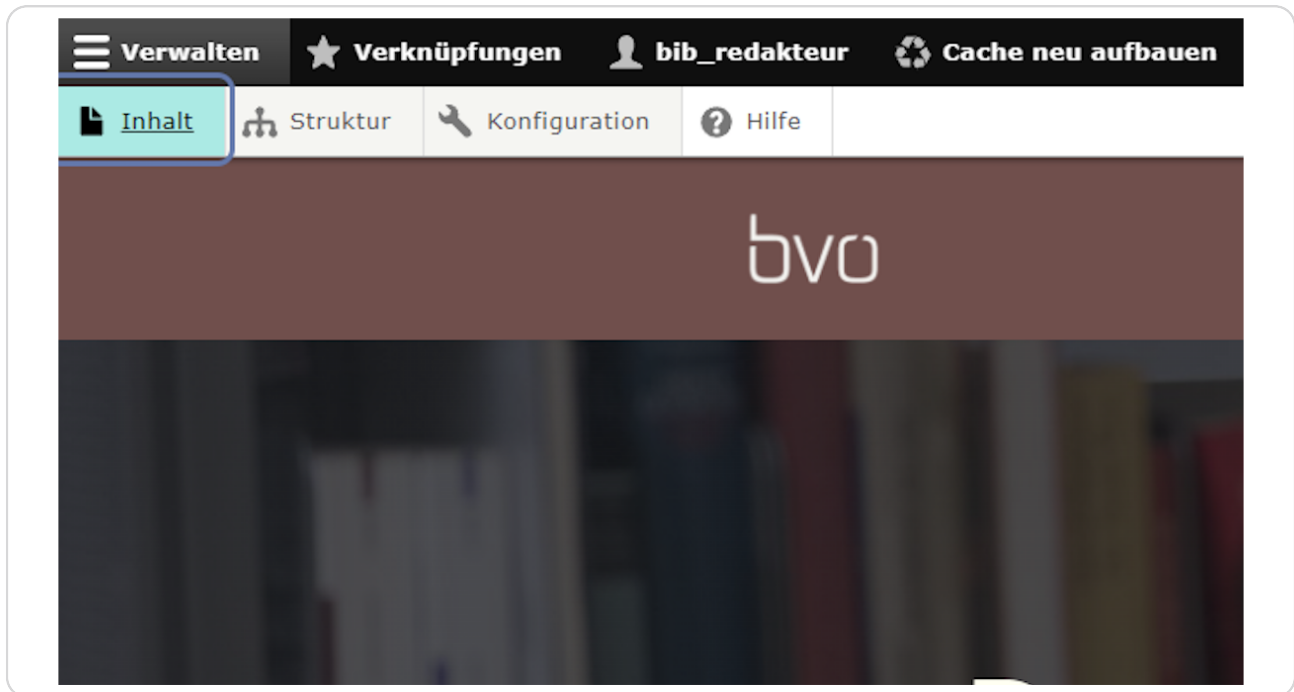 Verwalten Verknüpfungen bib_redakteur Cache neu aufbauen
Inhalt Struktur Konfiguration Hilfe
bvo